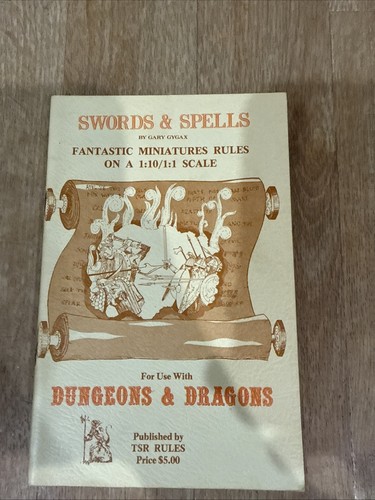 SWORDS & SPELLS
BY GARY GYGAX
FANTASTIC MINIATURES RULES
ON A 1:10/1:1 SCALE
For Use With
DUNGEONS & DRAGONS
Published by
TSR RULES
Price $5.00